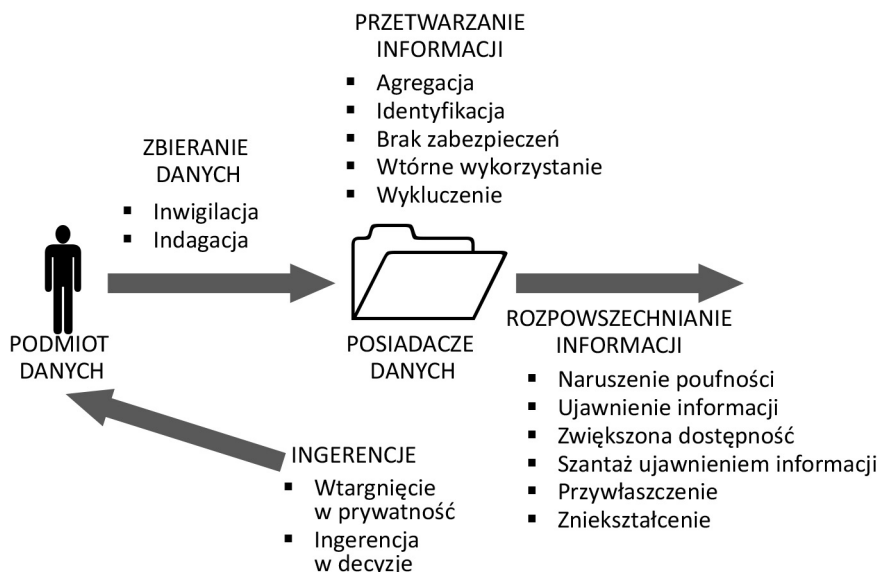 PRZETWARZANIE
INFORMACJI
▪ Agregacja
▪ Identyfikacja
▪ Brak zabezpieczeń
▪ Wtórne wykorzystanie
▪ Wykluczenie
ZBIERANIE
DANYCH
▪ Inwigilacja
▪ Indagacja
PODMIOT
DANYCH
POSIADACZE
DANYCH
ROZPOWSZECHNIANIE
INFORMACJI
▪ Naruszenie poufności
▪ Ujawnienie informacji
▪ Zwiększona dostępność
▪ Szantaż ujawnieniem informacji
▪ Przywłaszczenie
▪ Zniekształcenie
INGERENCJE
▪ Wtargnięcie
w prywatność
▪ Ingerencja
w decyzje